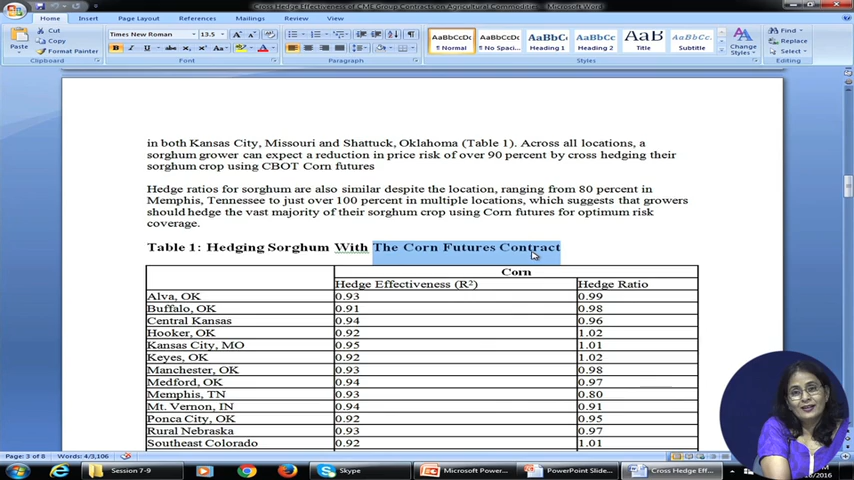 Cross Hedge Effectiveness of CME Group Contracts on Agricultural Commoditie... - Microsoft Word
Home Insert Page Layout References Mailings Review View
Cut
Copy
Format Painter
Paste
Clipboard
Times New Roman 13.5
Font
Paragraph
AaBbCcDc AaBbCcDc AaBbC AaBbCc AaB AaBbCc.
¶ Normal No Spaci... Heading 1 Heading 2 Title Subtitle
Styles
Change Styles
Find
Replace
Select
Editing
in both Kansas City, Missouri and Shattuck, Oklahoma (Table 1). Across all locations, a
sorghum grower can expect a reduction in price risk of over 90 percent by cross hedging their
sorghum crop using CBOT Corn futures
Hedge ratios for sorghum are also similar despite the location, ranging from 80 percent in
Memphis, Tennessee to just over 100 percent in multiple locations, which suggests that growers
should hedge the vast majority of their sorghum crop using Corn futures for optimum risk
coverage.
Table 1: Hedging Sorghum With The Corn Futures Contract
Corn
Hedge Effectiveness (R²) Hedge Ratio
Alva, OK 0.93 0.99
Buffalo, OK 0.91 0.98
Central Kansas 0.94 0.96
Hooker, OK 0.92 1.02
Kansas City, MO 0.95 1.01
Keyes, OK 0.92 1.02
Manchester, OK 0.93 0.98
Medford, OK 0.94 0.97
Memphis, TN 0.93 0.80
Mt. Vernon, IN 0.94 0.91
Ponca City, OK 0.92 0.95
Rural Nebraska 0.93 0.97
Southeast Colorado 0.92 1.01
Page: 3 of 8 Words: 4/3,106
Session 7-9 Skype Microsoft Power... PowerPoint Slide... Cross Hedge Eff...